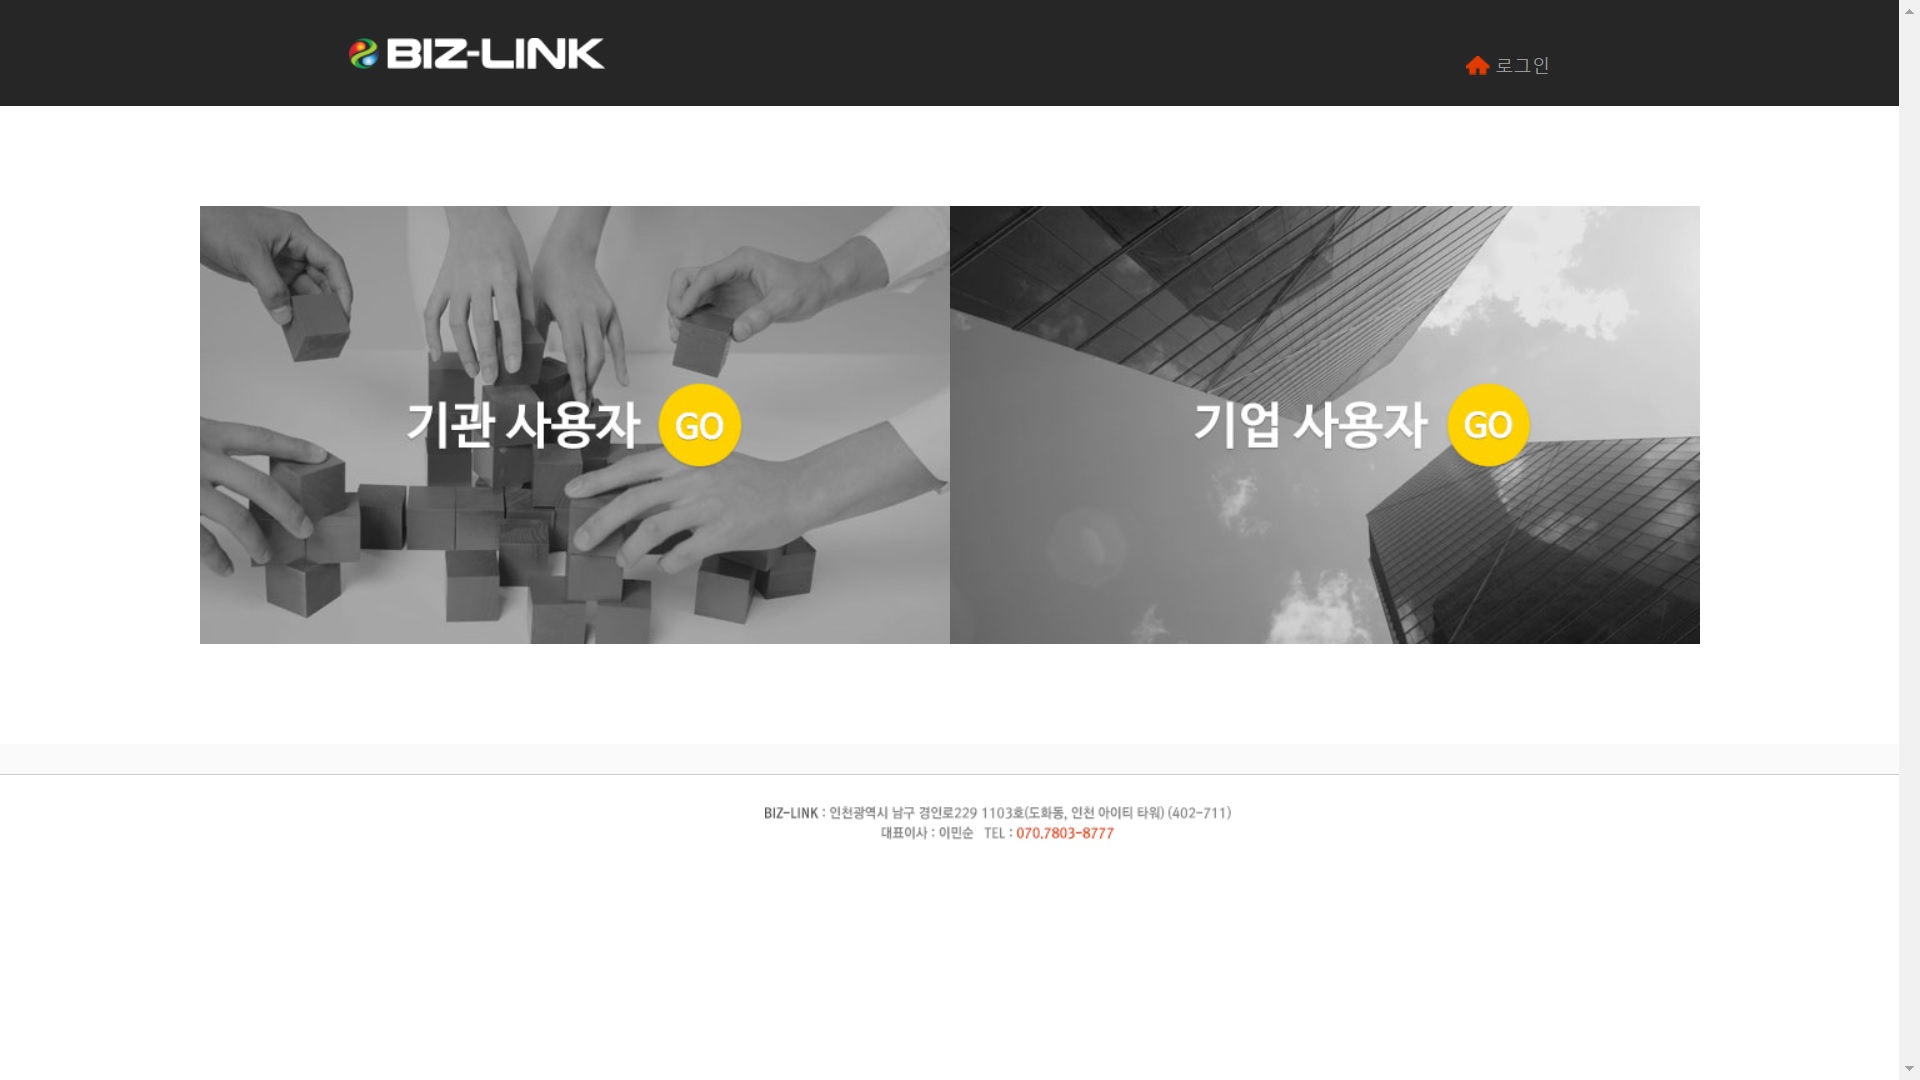 BIZ-LINK
로그인
기관 사용자 GO
기업 사용자 GO
BIZ-LINK : 인천광역시 남구 경인로229 1103호(도화동, 인천 아이티 타워) (402-711)
대표이사 : 이민순 TEL : 070.7803-8777